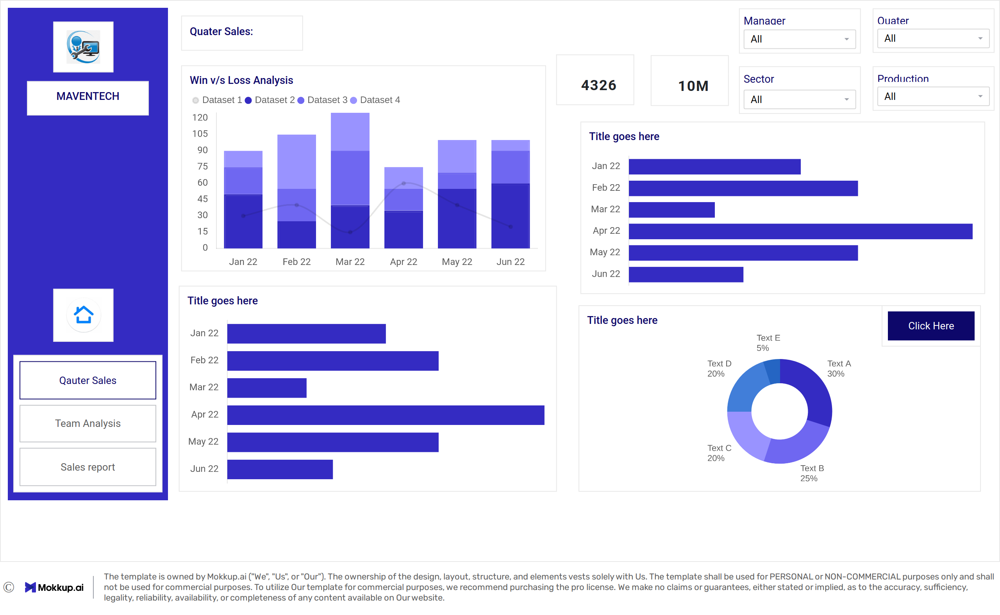 MAVENTECH
Qauter Sales
Team Analysis
Sales report
Quater Sales:
Manager
All
Quater
All
4326
10M
Sector
All
Production
All
Win v/s Loss Analysis
Dataset 1 Dataset 2 Dataset 3 Dataset 4
120
105
90
75
60
45
30
15
0
Jan 22 Feb 22 Mar 22 Apr 22 May 22 Jun 22
Title goes here
Jan 22
Feb 22
Mar 22
Apr 22
May 22
Jun 22
Title goes here
Jan 22
Feb 22
Mar 22
Apr 22
May 22
Jun 22
Title goes here
Click Here
Text E
5%
Text D
20%
Text A
30%
Text C
20%
Text B
25%
© Mokkup.ai
The template is owned by Mokkup.ai ("We", "Us", or "Our"). The ownership of the design, layout, structure, and elements vests solely with Us. The template shall be used for PERSONAL or NON-COMMERCIAL purposes only and shall
not be used for commercial purposes. To utilize Our template for commercial purposes, we recommend purchasing the pro license. We make no claims or guarantees, either stated or implied, as to the accuracy, sufficiency,
legality, reliability, availability, or completeness of any content available on Our website.